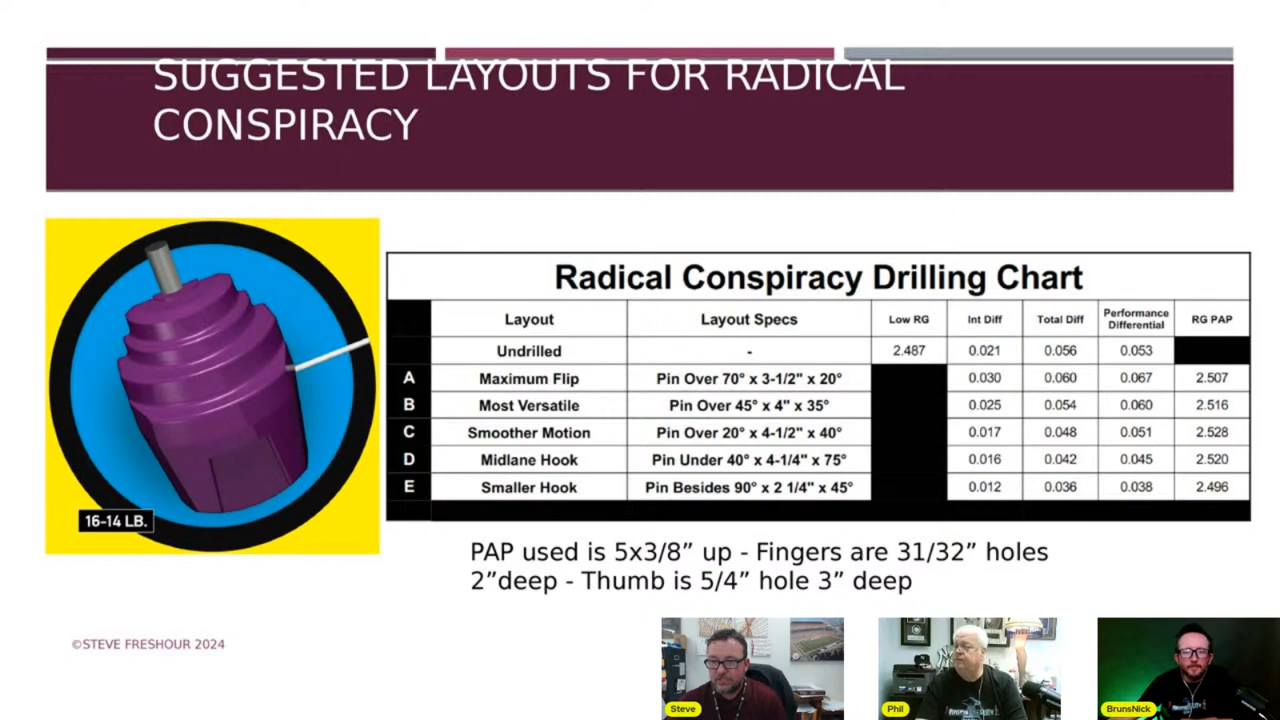 SUGGESTED LAYOUTS FOR RADICAL
CONSPIRACY
16-14 LB.
Radical Conspiracy Drilling Chart
Layout Layout Specs Low RG Int Diff Total Diff Performance Differential RG PAP
Undrilled - 2.487 0.021 0.056 0.053
A Maximum Flip Pin Over 70° x 3-1/2" x 20° 0.030 0.060 0.067 2.507
B Most Versatile Pin Over 45° x 4" x 35° 0.025 0.054 0.060 2.516
C Smoother Motion Pin Over 20° x 4-1/2" x 40° 0.017 0.048 0.051 2.528
D Midlane Hook Pin Under 40° x 4-1/4" x 75° 0.016 0.042 0.045 2.520
E Smaller Hook Pin Besides 90° x 2 1/4" x 45° 0.012 0.036 0.038 2.496
PAP used is 5x3/8” up - Fingers are 31/32” holes
2”deep - Thumb is 5/4” hole 3” deep
©STEVE FRESHOUR 2024
Steve
Phil
BrunsNick